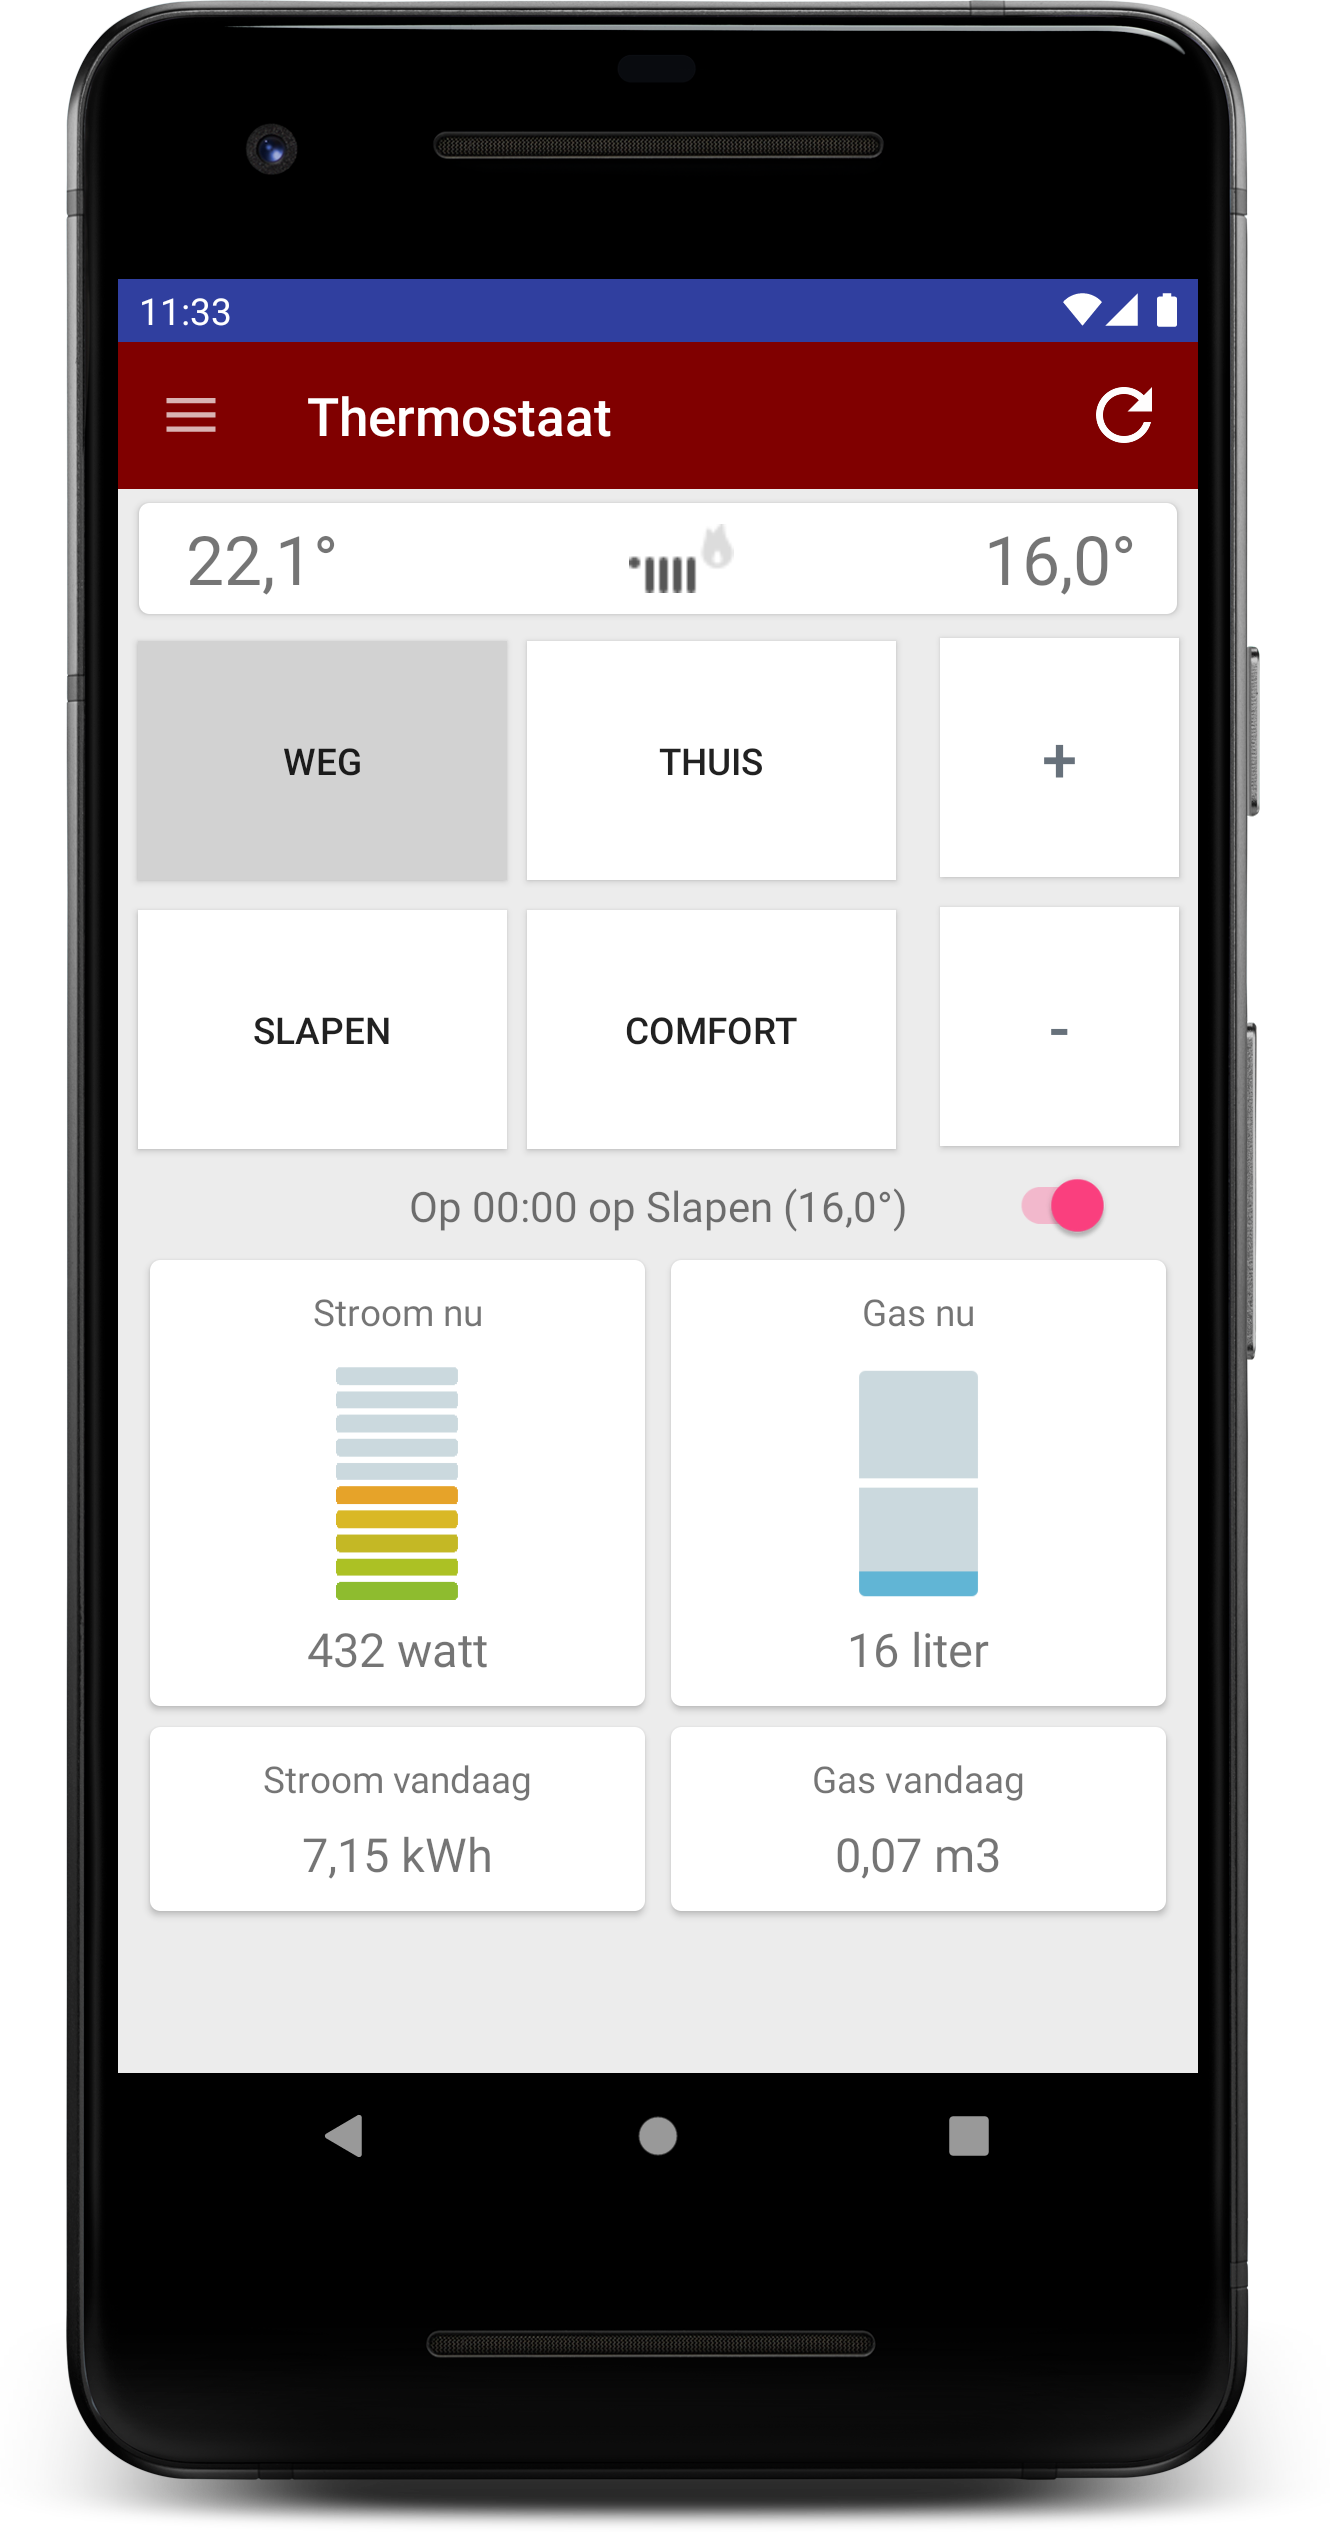 11:33
Thermostaat
22,1° 16,0°
WEG THUIS +
SLAPEN COMFORT -
Op 00:00 op Slapen (16,0°)
Stroom nu Gas nu
432 watt 16 liter
Stroom vandaag Gas vandaag
7,15 kWh 0,07 m3